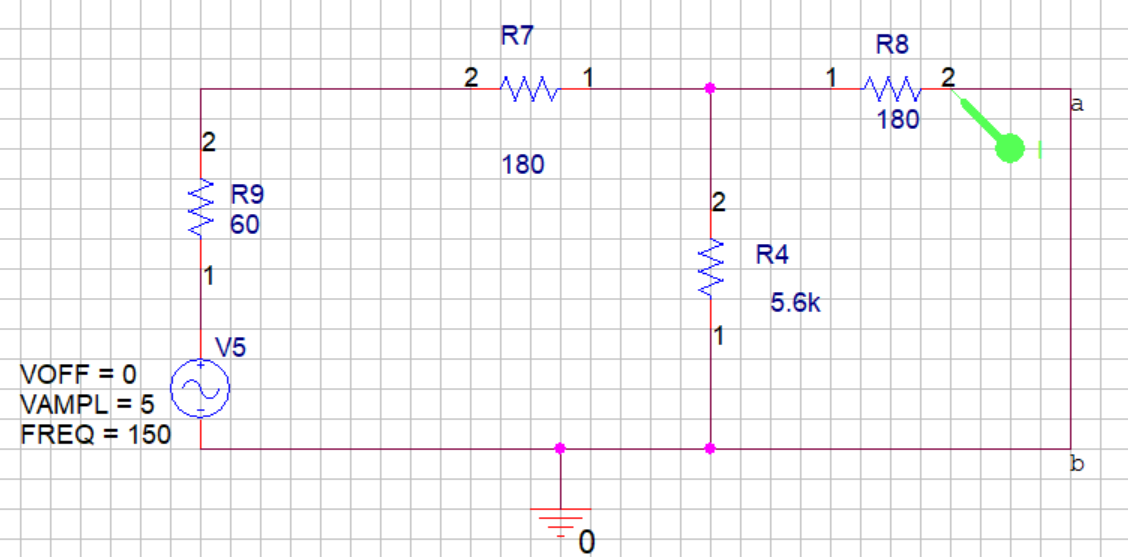 R7
R8
2
1
1
2
a
180
2
180
R9
60
2
R4
1
5.6k
1
V5
VOFF = 0
VAMPL = 5
FREQ = 150
b
0